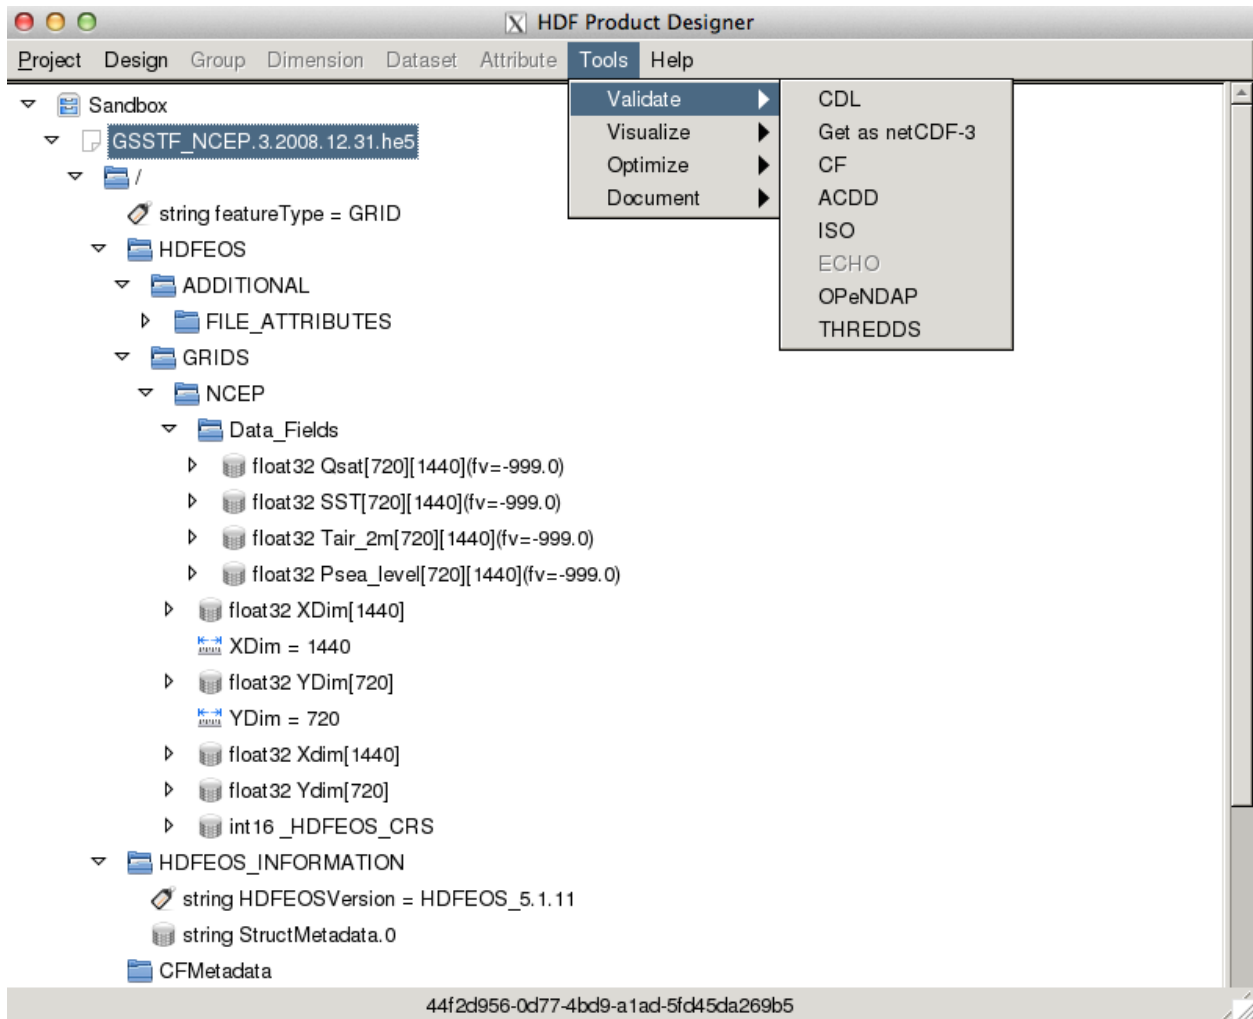 HDF Product Designer
Project Design Group Dimension Dataset Attribute Tools Help
Validate
Visualize
Optimize
Document
CDL
Get as netCDF-3
CF
ACDD
ISO
ECHO
OPeNDAP
THREDDS
Sandbox
GSSTF_NCEP.3.2008.12.31.he5
/
string featureType = GRID
HDFEOS
ADDITIONAL
FILE_ATTRIBUTES
GRIDS
NCEP
Data_Fields
float32 Qsat[720][1440](fv=-999.0)
float32 SST[720][1440](fv=-999.0)
float32 Tair_2m[720][1440](fv=-999.0)
float32 Psea_level[720][1440](fv=-999.0)
float32 XDim[1440]
XDim = 1440
float32 YDim[720]
YDim = 720
float32 Xdim[1440]
float32 Ydim[720]
int16 _HDFEOS_CRS
HDFEOS_INFORMATION
string HDFEOSVersion = HDFEOS_5.1.11
string StructMetadata.0
CFMetadata
44f2d956-0d77-4bd9-a1ad-5fd45da269b5